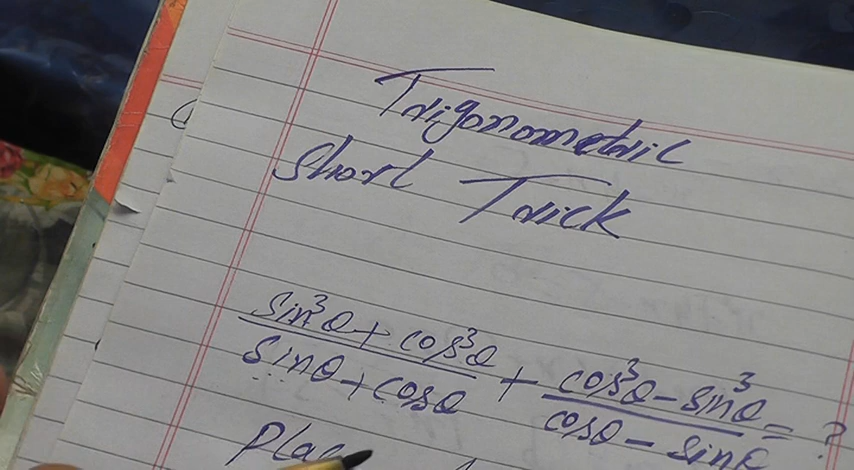 Trigonometric
Short Trick
sin³θ + cos³θ / sinθ + cosθ + cos³θ - sin³θ / cosθ - sinθ = ?